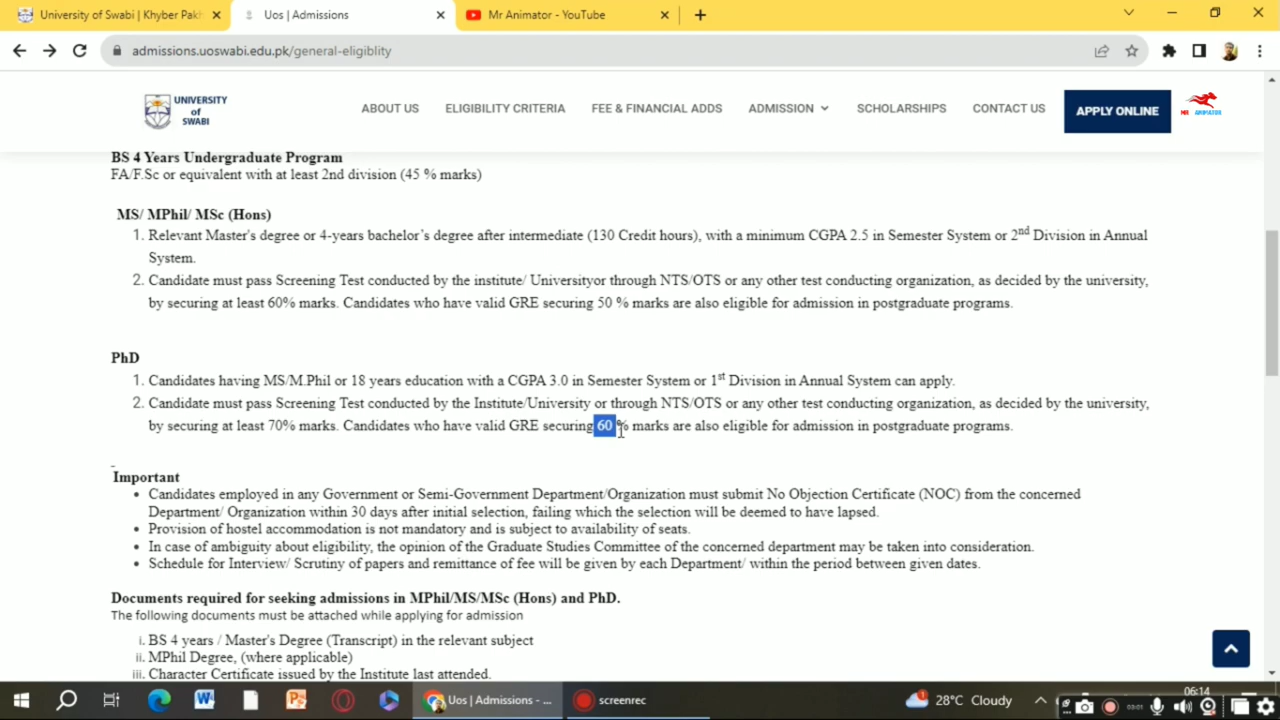 University of Swabi | Khyber Pakh
Uos | Admissions
Mr Animator - YouTube
admissions.uoswabi.edu.pk/general-eligiblity
UNIVERSITY
of
SWABI
ABOUT US
ELIGIBILITY CRITERIA
FEE & FINANCIAL ADDS
ADMISSION
SCHOLARSHIPS
CONTACT US
APPLY ONLINE
MR ANIMATER
BS 4 Years Undergraduate Program
FA/F.Sc or equivalent with at least 2nd division (45 % marks)
MS/ MPhil/ MSc (Hons)
1. Relevant Master's degree or 4-years bachelor's degree after intermediate (130 Credit hours), with a minimum CGPA 2.5 in Semester System or 2nd Division in Annual
System.
2. Candidate must pass Screening Test conducted by the institute/ Universityor through NTS/OTS or any other test conducting organization, as decided by the university,
by securing at least 60% marks. Candidates who have valid GRE securing 50 % marks are also eligible for admission in postgraduate programs.
PhD
1. Candidates having MS/M.Phil or 18 years education with a CGPA 3.0 in Semester System or 1st Division in Annual System can apply.
2. Candidate must pass Screening Test conducted by the Institute/University or through NTS/OTS or any other test conducting organization, as decided by the university,
by securing at least 70% marks. Candidates who have valid GRE securing 60 % marks are also eligible for admission in postgraduate programs.
Important
• Candidates employed in any Government or Semi-Government Department/Organization must submit No Objection Certificate (NOC) from the concerned
Department/ Organization within 30 days after initial selection, failing which the selection will be deemed to have lapsed.
• Provision of hostel accommodation is not mandatory and is subject to availability of seats.
• In case of ambiguity about eligibility, the opinion of the Graduate Studies Committee of the concerned department may be taken into consideration.
• Schedule for Interview/ Scrutiny of papers and remittance of fee will be given by each Department/ within the period between given dates.
Documents required for seeking admissions in MPhil/MS/MSc (Hons) and PhD.
The following documents must be attached while applying for admission
i. BS 4 years / Master's Degree (Transcript) in the relevant subject
ii. MPhil Degree, (where applicable)
iii. Character Certificate issued by the Institute last attended.
Uos | Admissions - ...
screenrec
28°C Cloudy
06:14